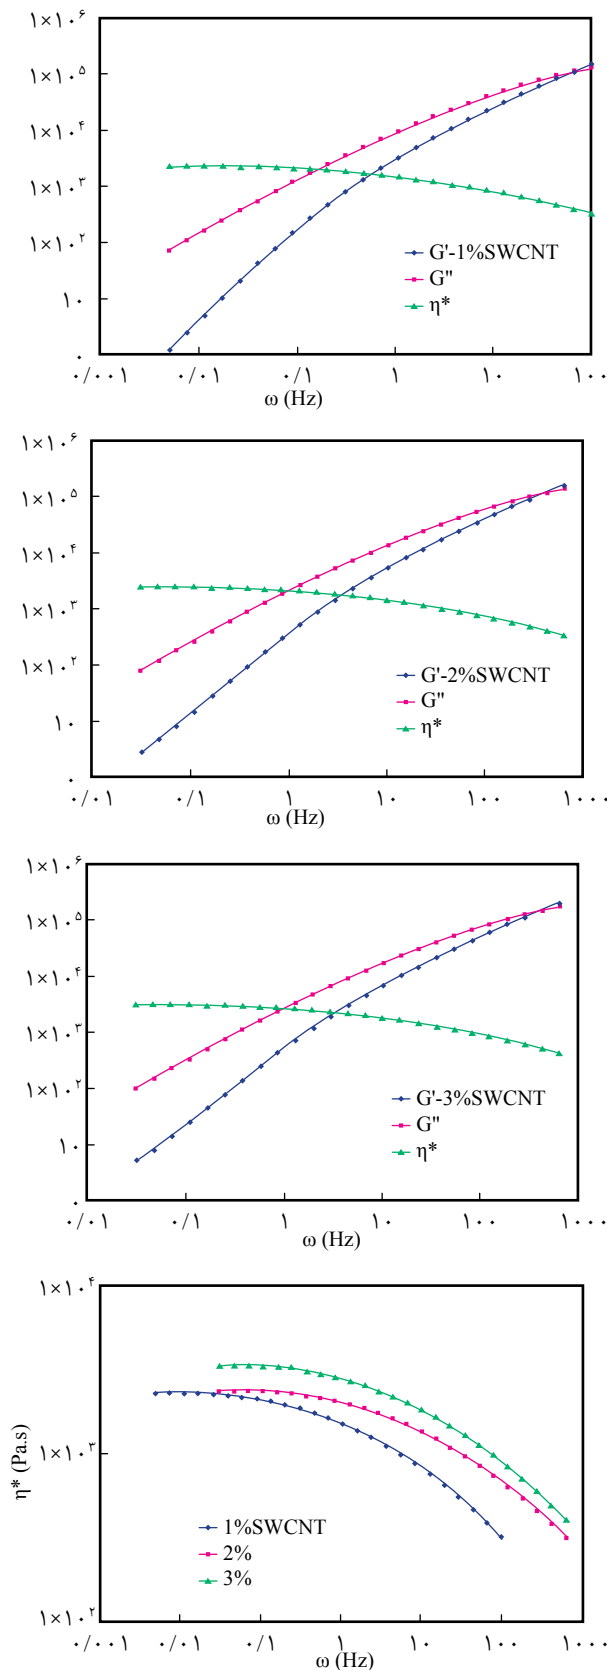 ۱×۱۰۶
۱×۱۰۵
۱×۱۰۴
۱×۱۰۳
۱×۱۰۲
۱۰
۰
G'-1%SWCNT
G"
η*
۰/۰۰۱ ۰/۰۱ ۰/۱ ۱ ۱۰ ۱۰۰
ω (Hz)
۱×۱۰۶
۱×۱۰۵
۱×۱۰۴
۱×۱۰۳
۱×۱۰۲
۱۰
۰
G'-2%SWCNT
G"
η*
۰/۰۱ ۰/۱ ۱ ۱۰ ۱۰۰ ۱۰۰۰
ω (Hz)
۱×۱۰۶
۱×۱۰۵
۱×۱۰۴
۱×۱۰۳
۱×۱۰۲
۱۰
۰
G'-3%SWCNT
G"
η*
۰/۰۱ ۰/۱ ۱ ۱۰ ۱۰۰ ۱۰۰۰
ω (Hz)
۱×۱۰۴
۱×۱۰۳
۱×۱۰۲
η* (Pa.s)
1%SWCNT
2%
3%
۰/۰۰۱ ۰/۰۱ ۰/۱ ۱ ۱۰ ۱۰۰ ۱۰۰۰
ω (Hz)